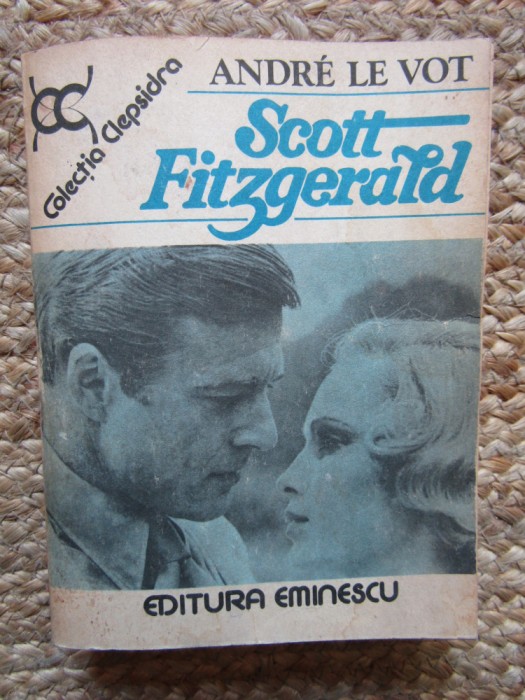 ANDRÉ LE VOT
Colecția Clepsidra
Scott
Fitzgerald
EDITURA EMINESCU